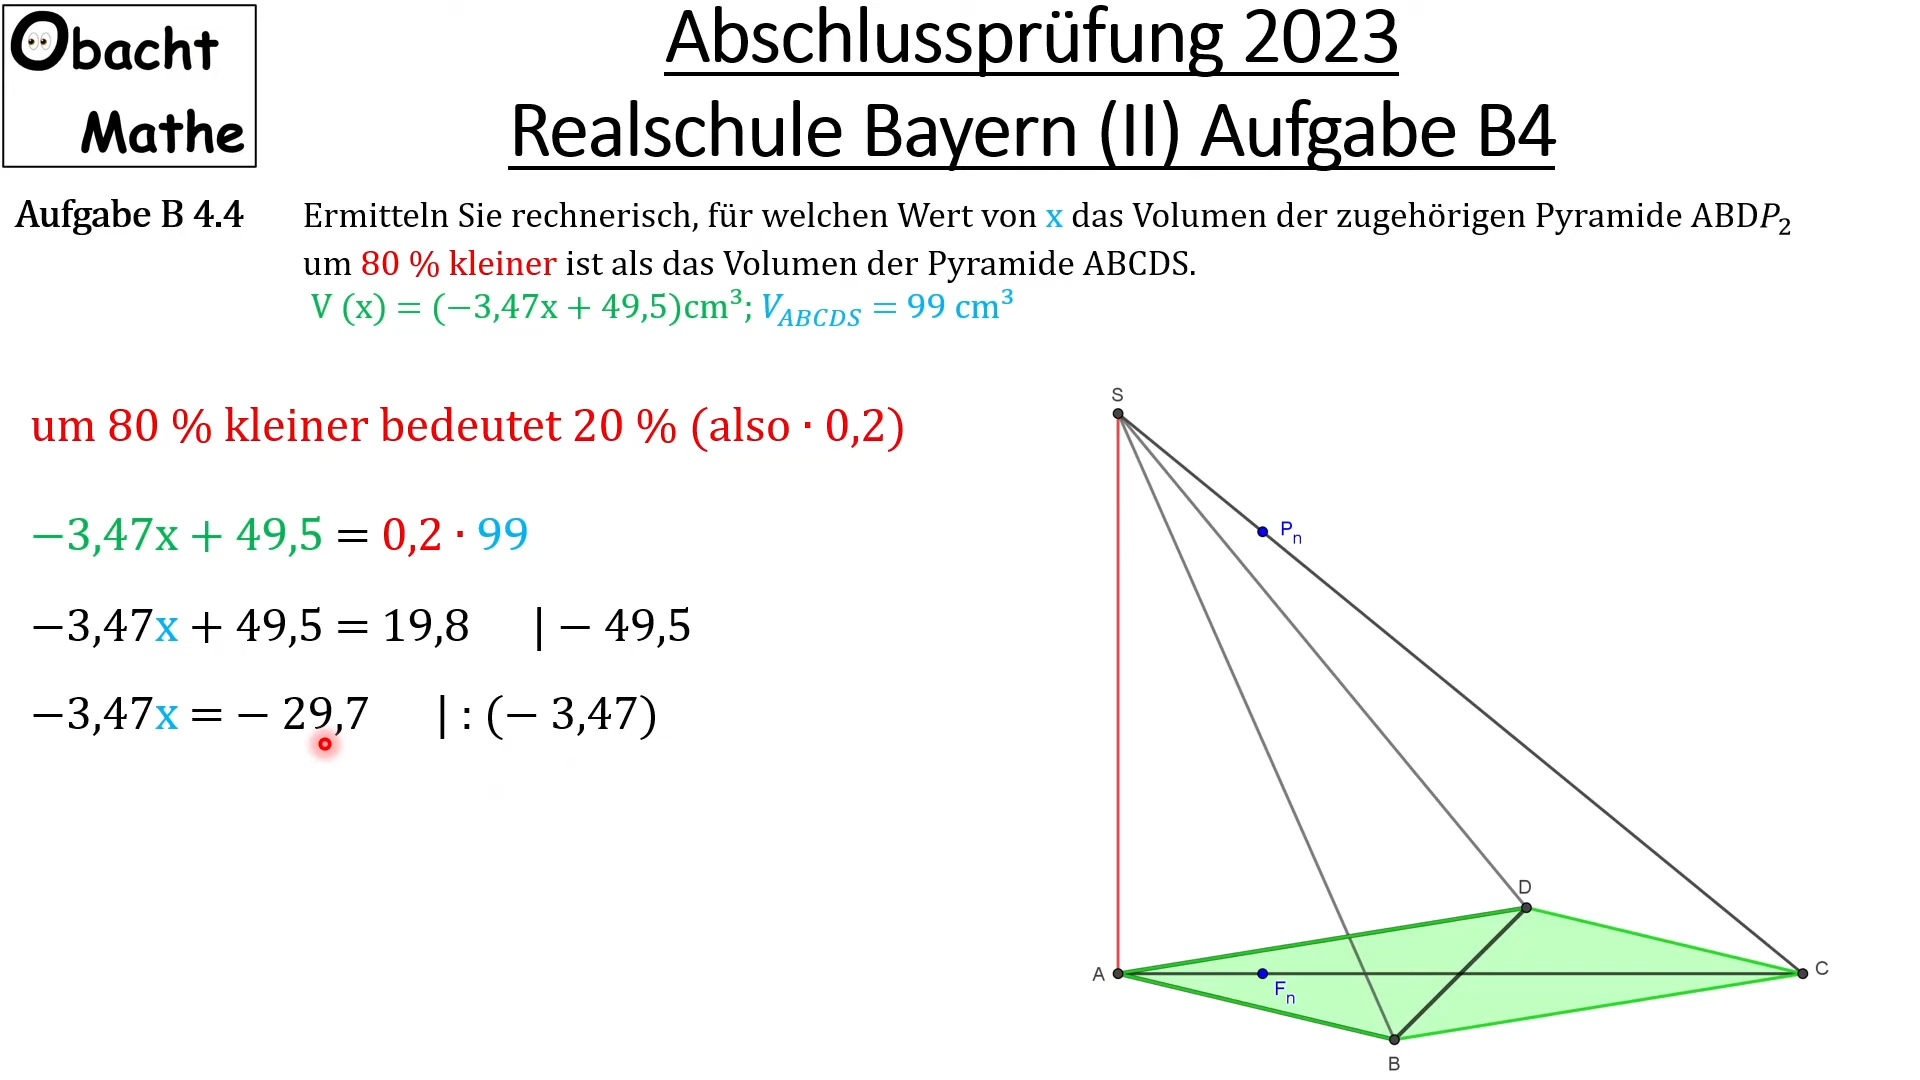 Obacht
Mathe
Abschlussprüfung 2023
Realschule Bayern (II) Aufgabe B4
Aufgabe B 4.4
Ermitteln Sie rechnerisch, für welchen Wert von x das Volumen der zugehörigen Pyramide ABDP₂
um 80 % kleiner ist als das Volumen der Pyramide ABCDS.
V (x) = (−3,47x + 49,5)cm³; V_ABCDS = 99 cm³
um 80 % kleiner bedeutet 20 % (also · 0,2)
−3,47x + 49,5 = 0,2 · 99
−3,47x + 49,5 = 19,8 | − 49,5
−3,47x = − 29,7 | : (− 3,47)
S
Pₙ
D
A
Fₙ
C
B